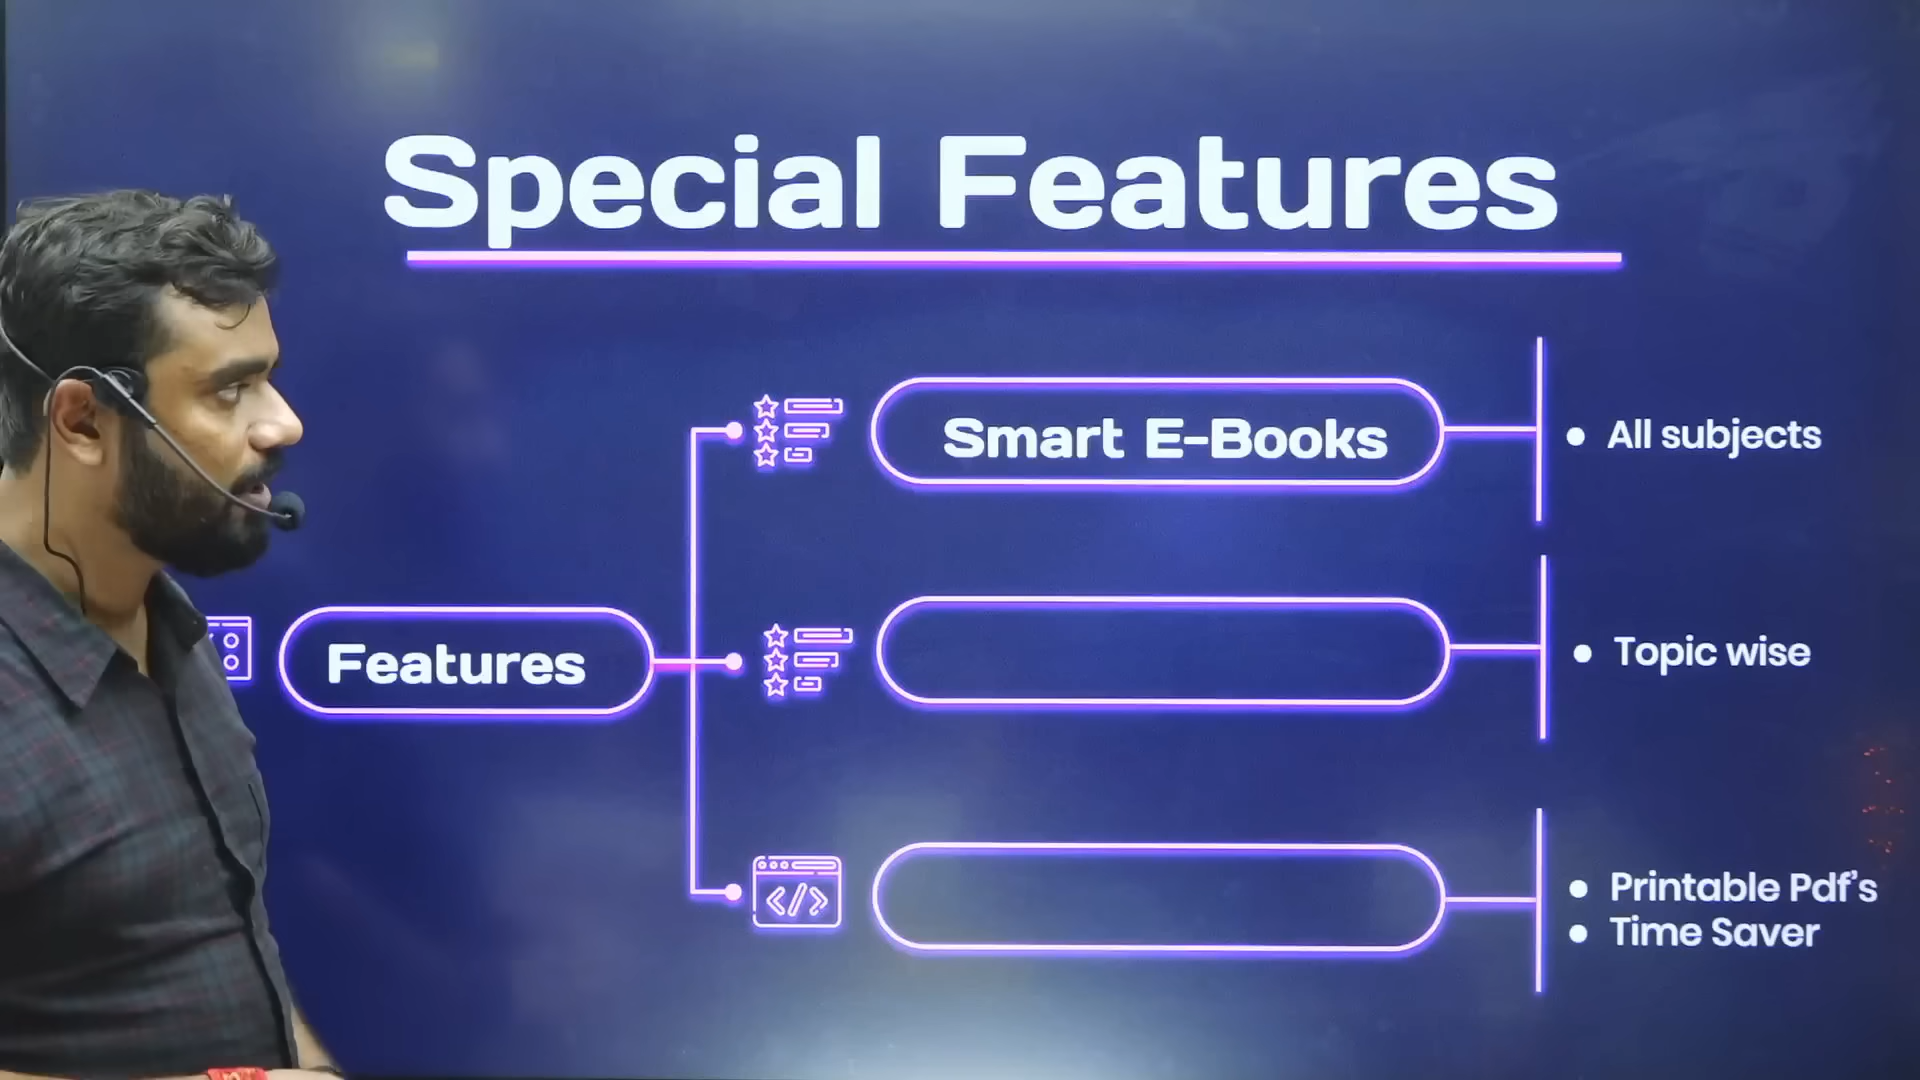 Special Features
Smart E-Books
All subjects
Features
Topic wise
Printable Pdf's
Time Saver